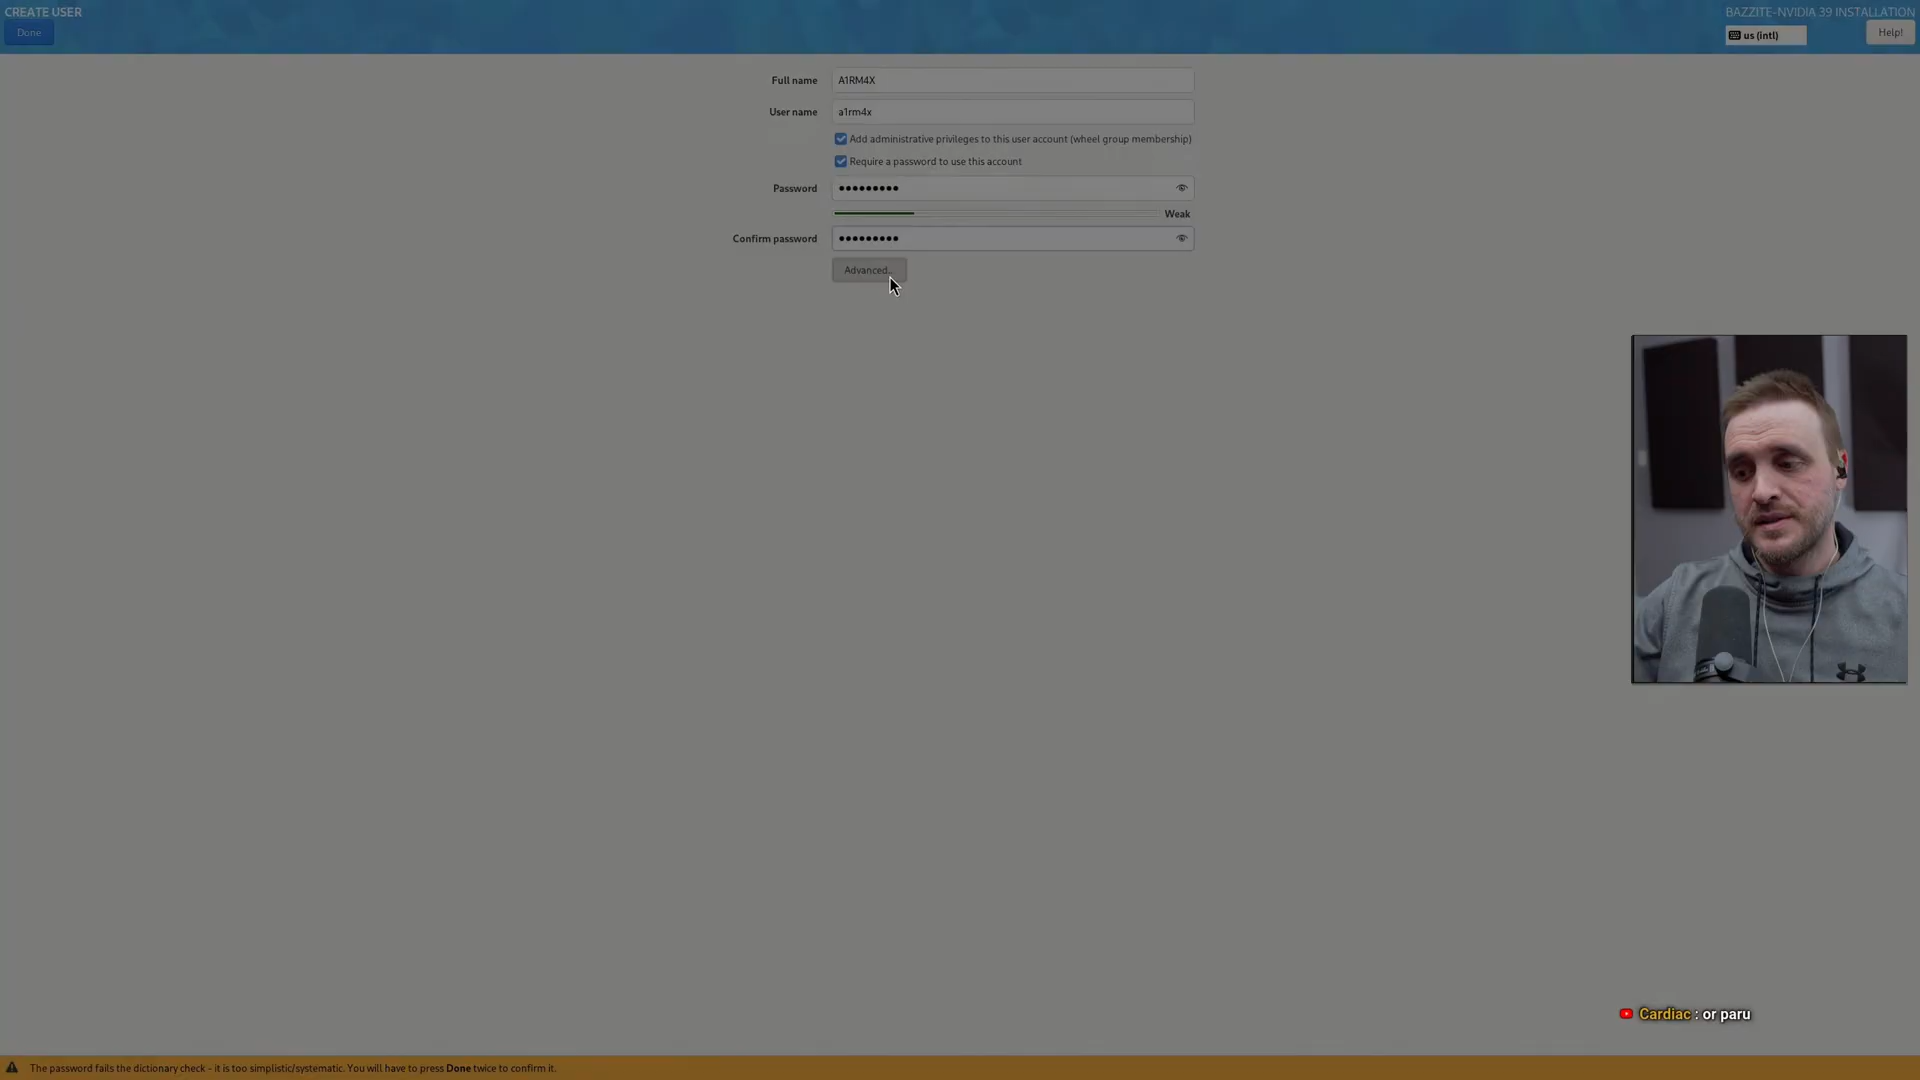 CREATE USER
Done
BAZZITE-NVIDIA 39 INSTALLATION
us (intl)
Help!
Full name
A1RM4X
User name
a1rm4x
Add administrative privileges to this user account (wheel group membership)
Require a password to use this account
Password
•••••••••
Weak
Confirm password
•••••••••
Advanced...
Cardiac : or paru
The password fails the dictionary check - it is too simplistic/systematic. You will have to press Done twice to confirm it.